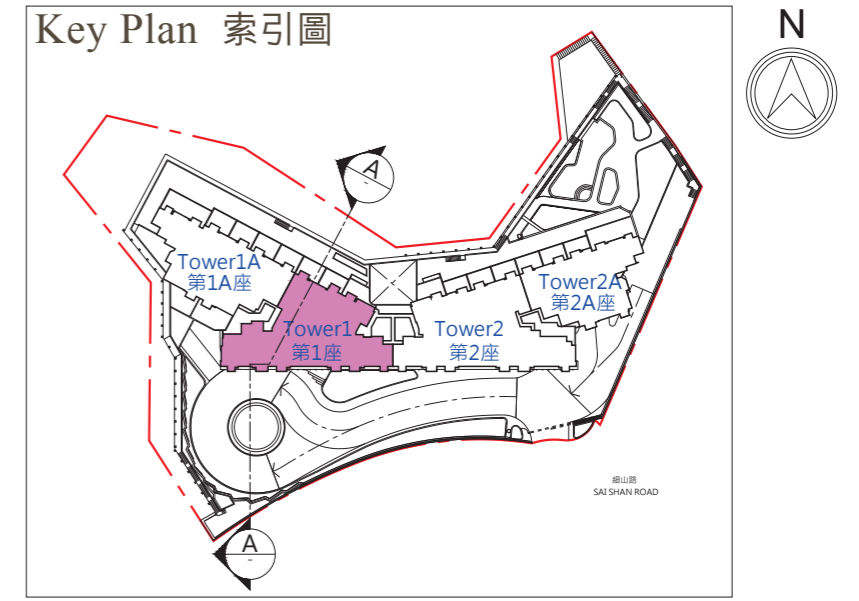 Key Plan 索引圖
N
A
Tower1A
第1A座
Tower2A
第2A座
Tower1
第1座
Tower2
第2座
細山路
SAI SHAN ROAD
A